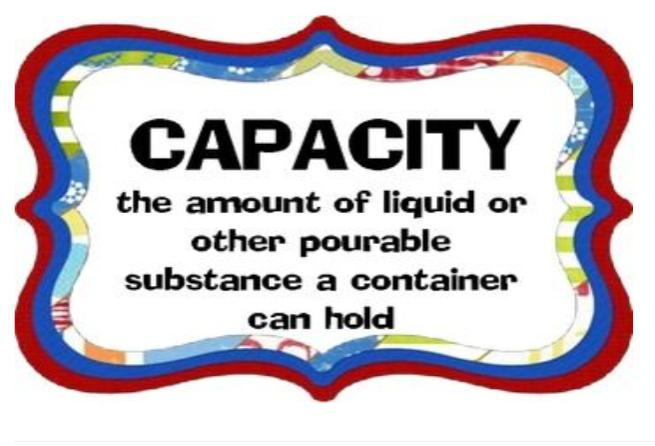 CAPACITY
the amount of liquid or
other pourable
substance a container
can hold